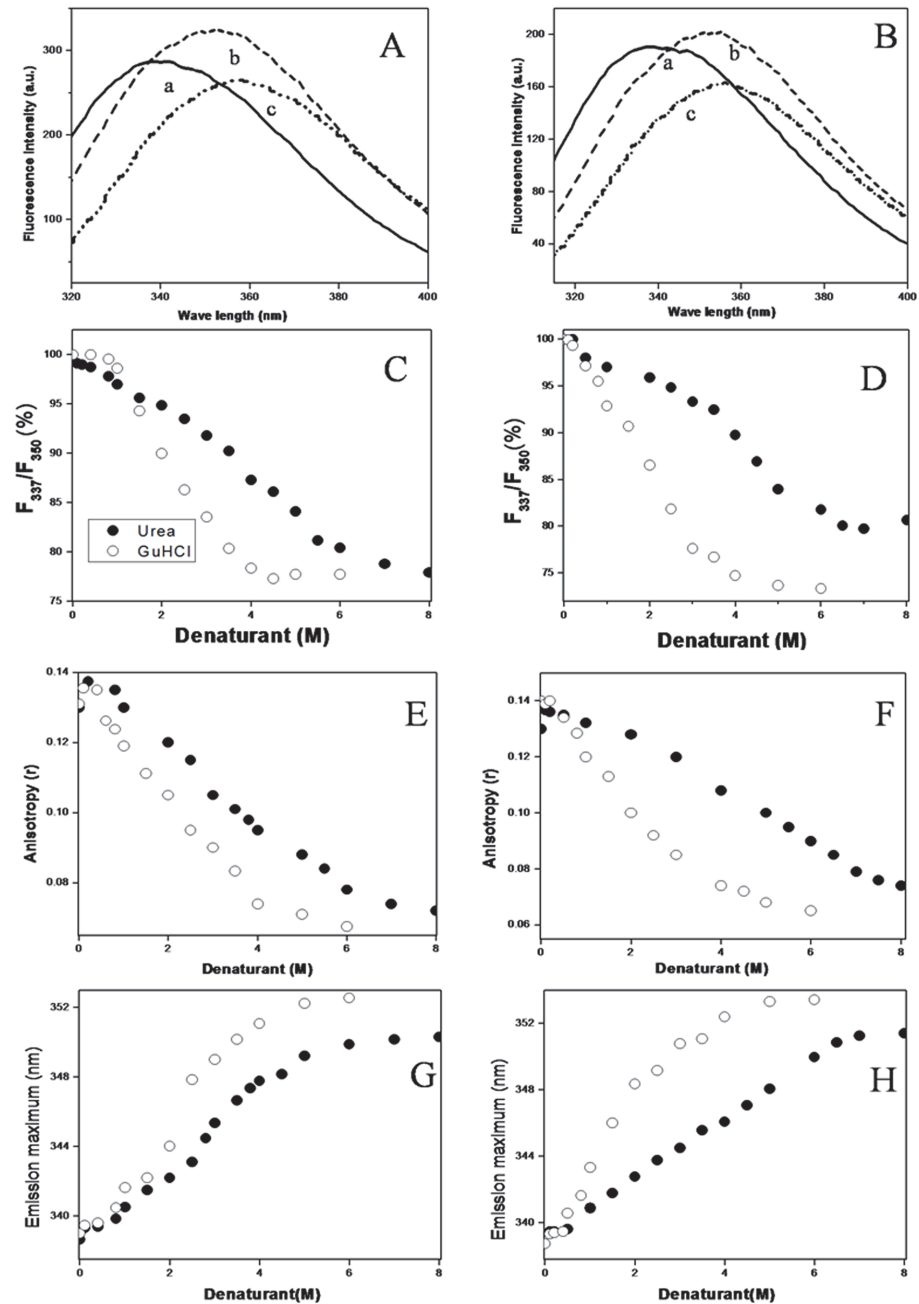 A
Fluorescence Intensity (a.u.)
300
200
100
a
b
c
320 340 360 380 400
Wave length (nm)
B
Fluorescence Intensity (a.u.)
200
160
120
80
40
a
b
c
320 340 360 380 400
Wave length (nm)
C
F337/F350 (%)
100
95
90
85
80
75
Urea
GuHCl
0 2 4 6 8
Denaturant (M)
D
F337/F350(%)
100
95
90
85
80
75
0 2 4 6 8
Denaturant (M)
E
Anisotropy (r)
0.14
0.12
0.10
0.08
0 2 4 6 8
Denaturant (M)
F
Anisotropy (r)
0.14
0.12
0.10
0.08
0.06
0 2 4 6 8
Denaturant (M)
G
Emission maximum (nm)
352
348
344
340
0 2 4 6 8
Denaturant(M)
H
Emission maximum (nm)
352
348
344
340
0 2 4 6 8
Denaturant(M)